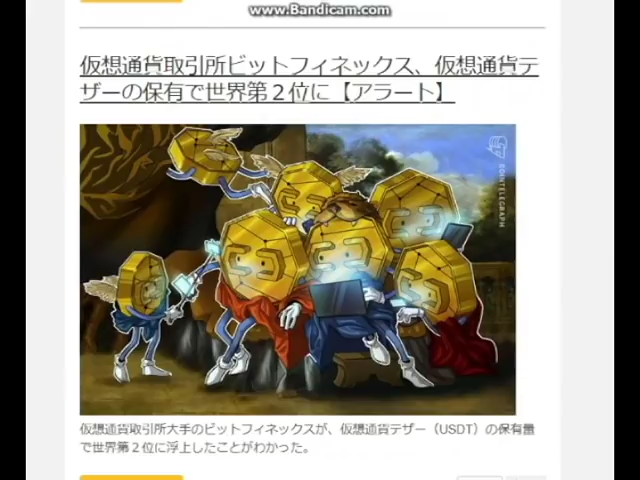 www.Bandicam.com
仮想通貨取引所ビットフィネックス、仮想通貨テ
ザーの保有で世界第２位に【アラート】
COINTELEGRAPH
仮想通貨取引所大手のビットフィネックスが、仮想通貨テザー（USDT）の保有量
で世界第２位に浮上したことがわかった。